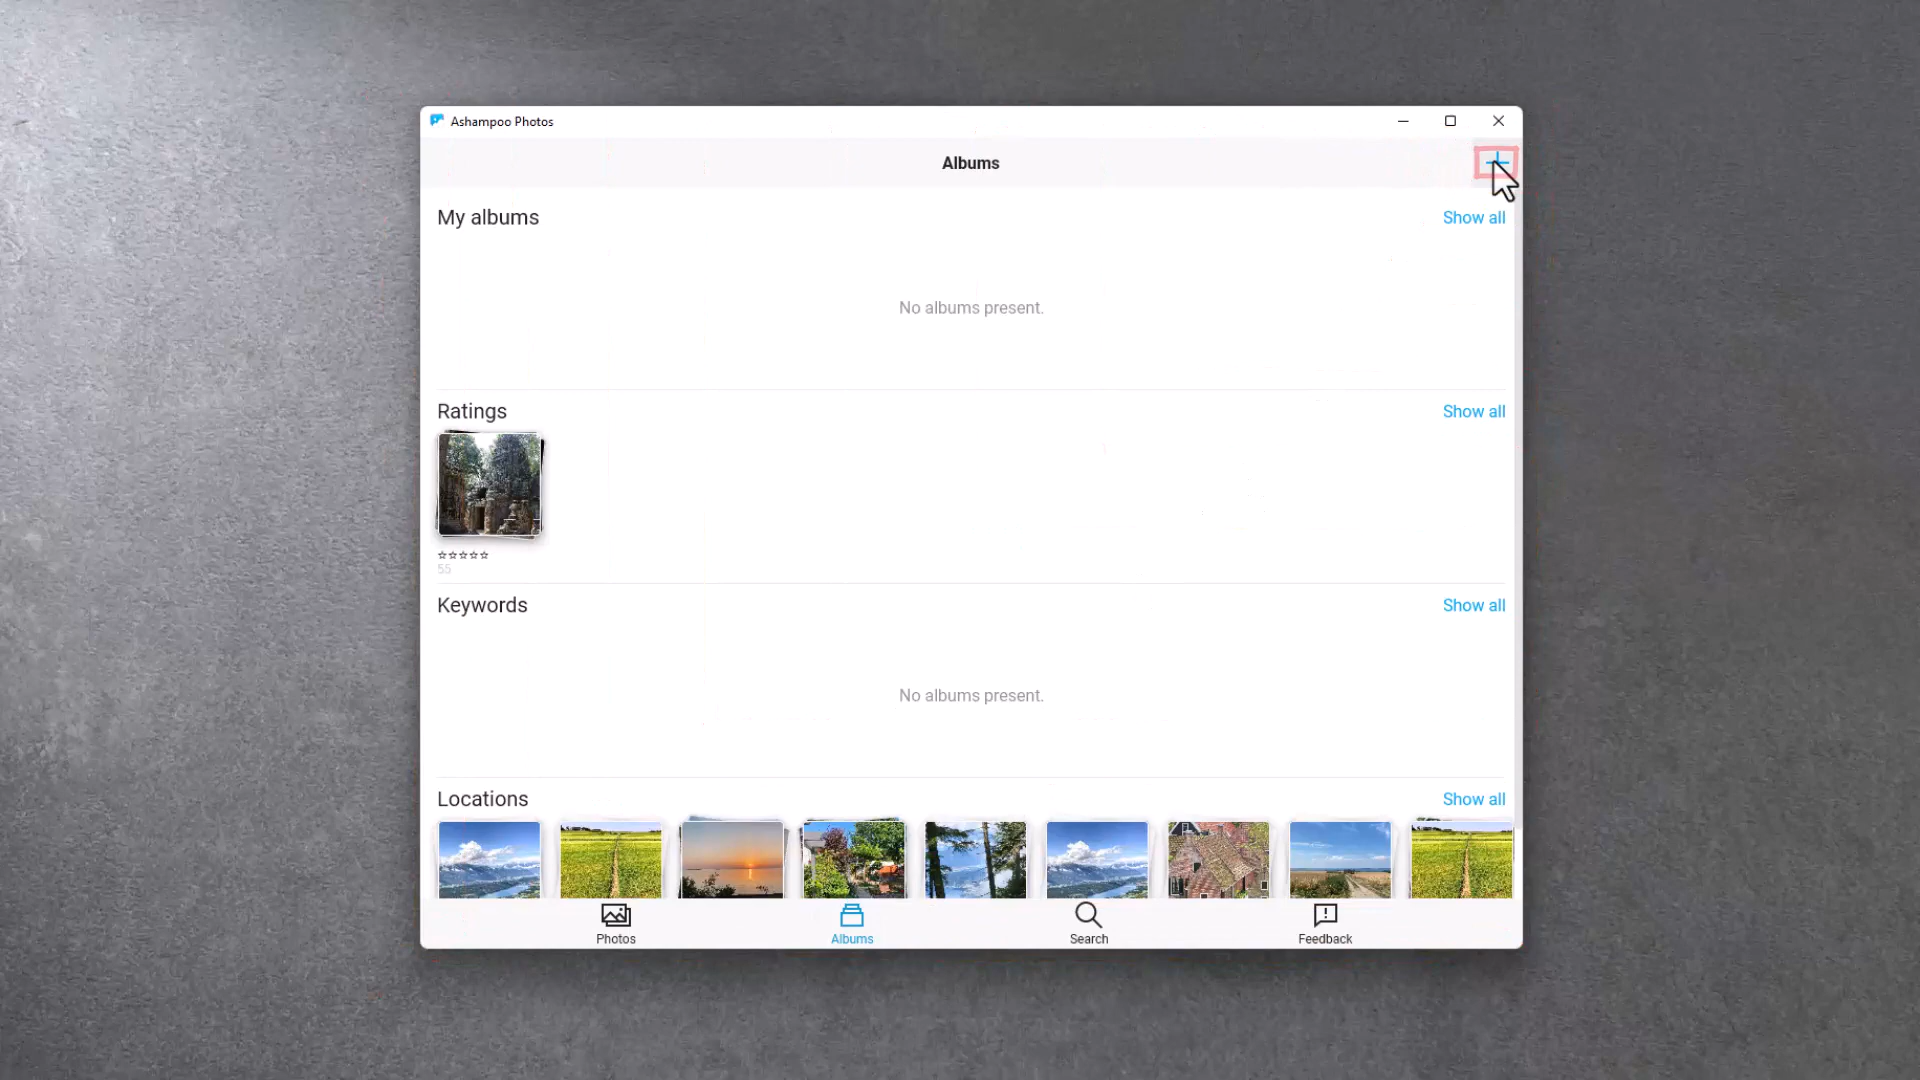 Ashampoo Photos
Albums
My albums
Show all
No albums present.
Ratings
Show all
55
Keywords
Show all
No albums present.
Locations
Show all
Photos
Albums
Search
Feedback